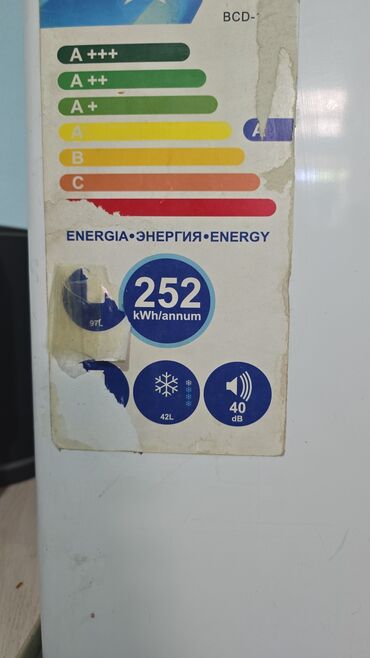 BCD-
A+++
A++
A+
A
A
B
C
ENERGIA•ЭНЕРГИЯ•ENERGY
252
kWh/annum
97L
42L
40
dB